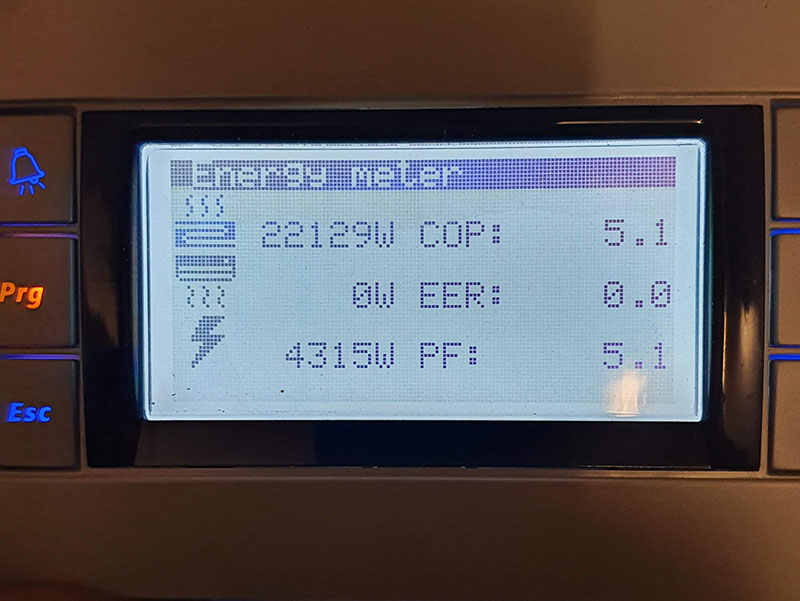 Energy meter
22129W COP: 5.1
0W EER: 0.0
4315W PF: 5.1
Prg
Esc